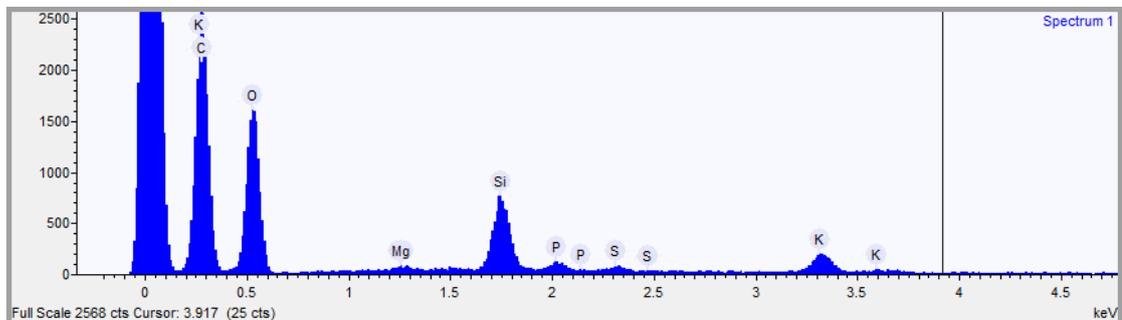 Spectrum 1
2500
2000
1500
1000
500
0
K
C
O
Mg
Si
P
P
S
S
K
K
0 0.5 1 1.5 2 2.5 3 3.5 4 4.5
Full Scale 2568 cts Cursor: 3.917 (25 cts) keV